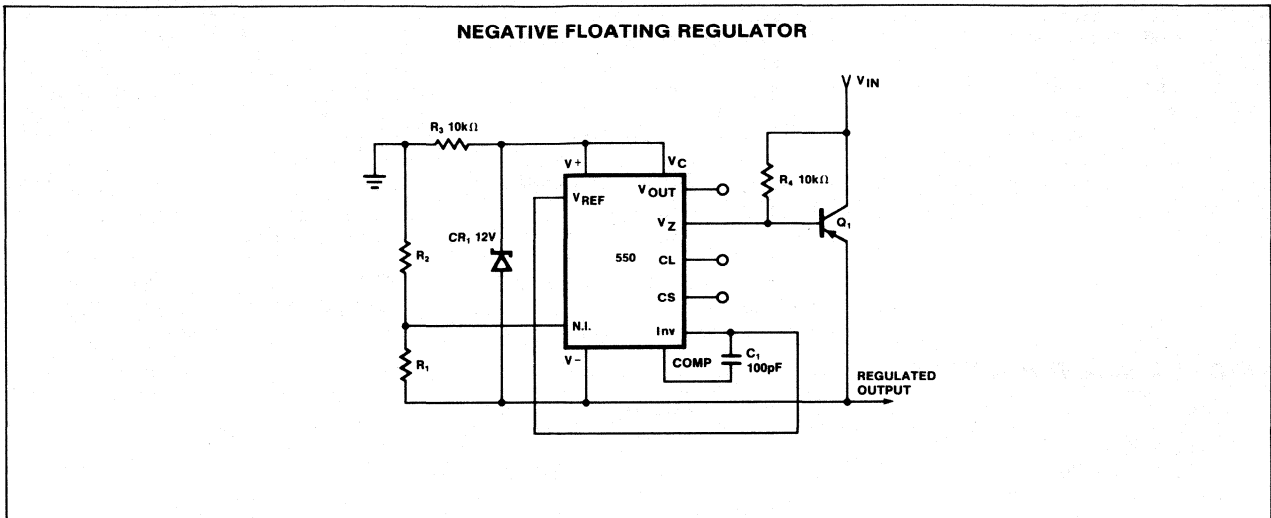 NEGATIVE FLOATING REGULATOR
VIN
R3 10kΩ
V+
VC
VREF
VOUT
R4 10kΩ
VZ
Q1
CR1 12V
R2
550
CL
CS
N.I.
Inv
R1
V-
COMP
C1
100pF
REGULATED
OUTPUT